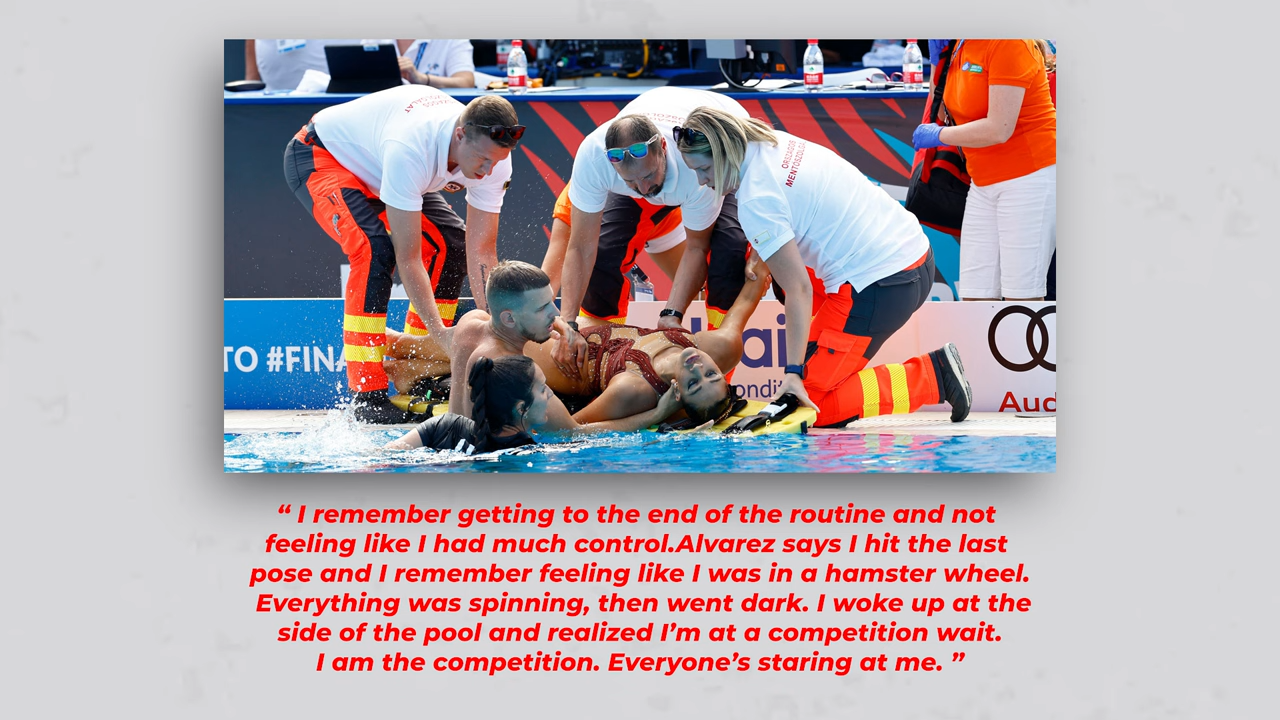 ORSZÁGOS
MENTŐSZOLGÁLAT
TO #FINA
Audi
“ I remember getting to the end of the routine and not
feeling like I had much control.Alvarez says I hit the last
pose and I remember feeling like I was in a hamster wheel.
Everything was spinning, then went dark. I woke up at the
side of the pool and realized I’m at a competition wait.
I am the competition. Everyone’s staring at me. ”